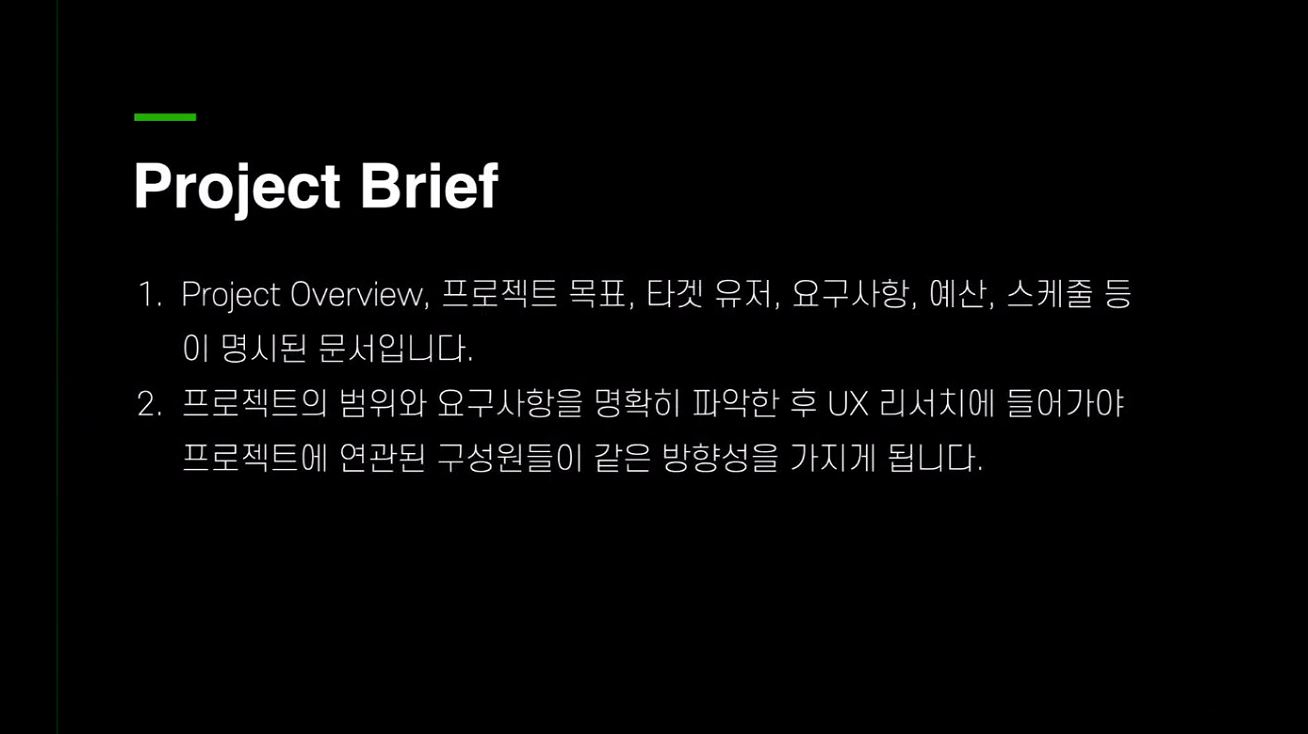 Project Brief
1. Project Overview, 프로젝트 목표, 타겟 유저, 요구사항, 예산, 스케줄 등
이 명시된 문서입니다.
2. 프로젝트의 범위와 요구사항을 명확히 파악한 후 UX 리서치에 들어가야
프로젝트에 연관된 구성원들이 같은 방향성을 가지게 됩니다.